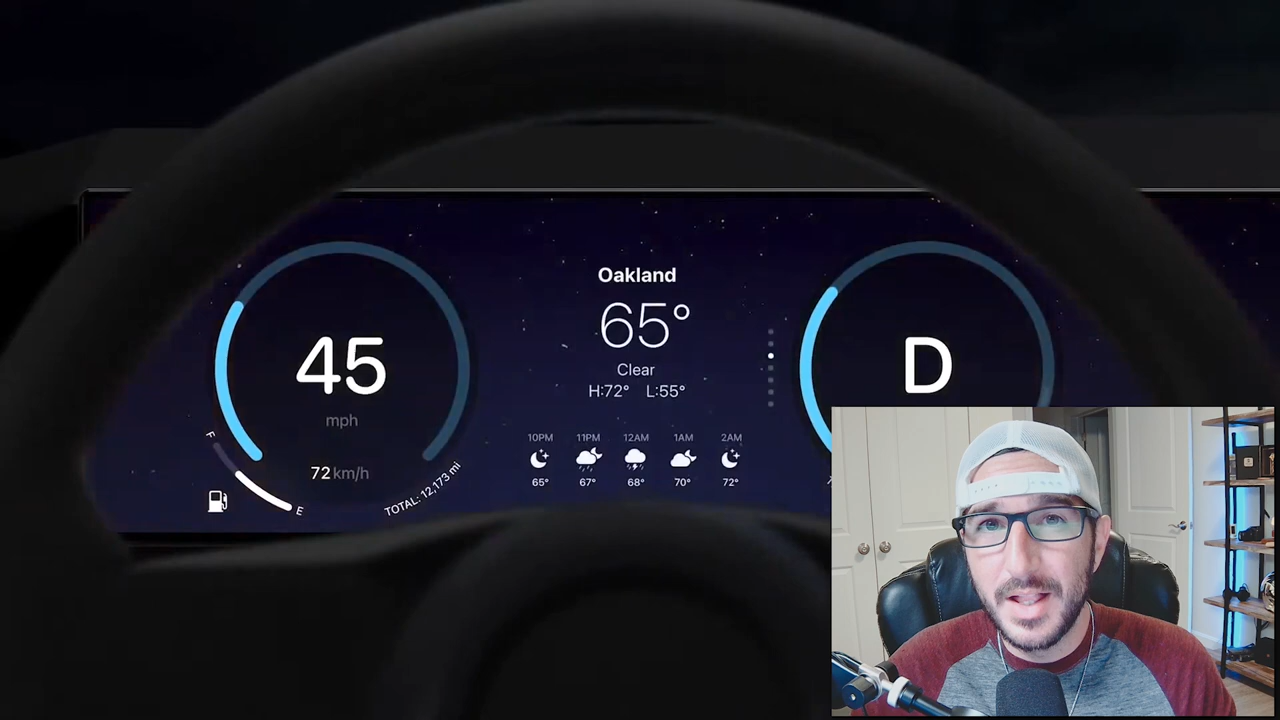 45
mph
72 km/h
F
E
TOTAL: 12,173 mi
Oakland
65°
Clear
H:72° L:55°
10PM 11PM 12AM 1AM 2AM
65° 67° 68° 70° 72°
D